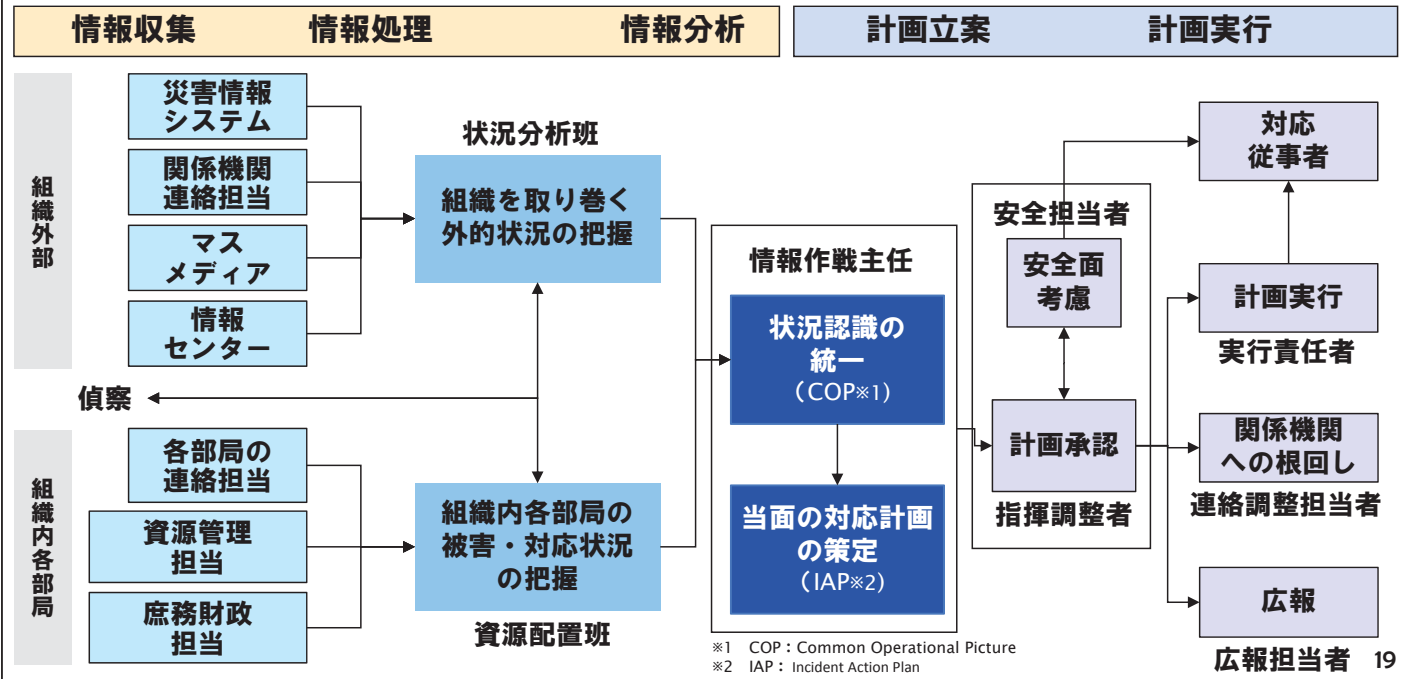 情報収集
情報処理
情報分析
計画立案
計画実行
組織外部
災害情報
システム
関係機関
連絡担当
マス
メディア
情報
センター
偵察
組織内各部局
各部局の
連絡担当
資源管理
担当
庶務財政
担当
状況分析班
組織を取り巻く
外的状況の把握
組織内各部局の
被害・対応状況
の把握
資源配置班
情報作戦主任
状況認識の
統一
（COP※1）
当面の対応計画
の策定
（IAP※2）
※1 COP：Common Operational Picture
※2 IAP： Incident Action Plan
安全担当者
安全面
考慮
計画承認
指揮調整者
対応
従事者
計画実行
実行責任者
関係機関
への根回し
連絡調整担当者
広報
広報担当者
19